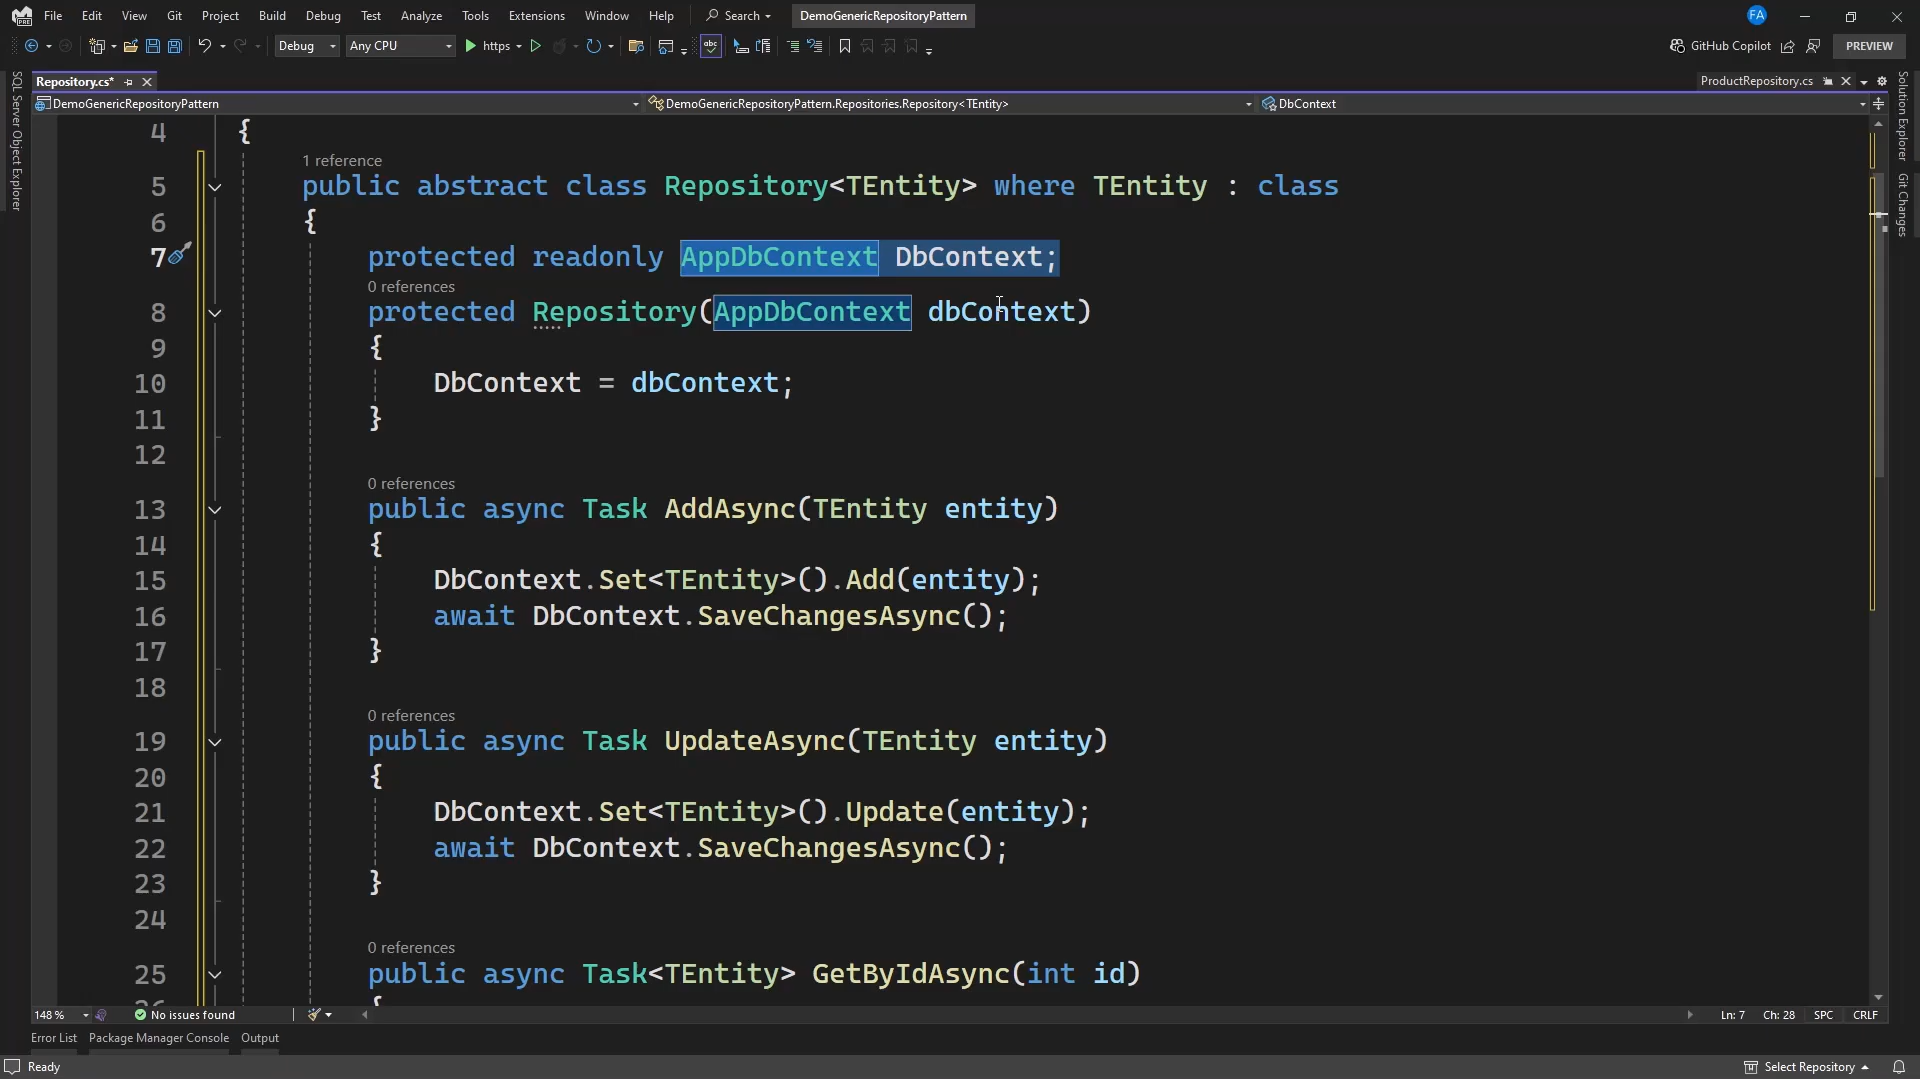 File Edit View Git Project Build Debug Test Analyze Tools Extensions Window Help Search DemoGenericRepositoryPattern FA
Debug Any CPU https abc GitHub Copilot PREVIEW
Repository.cs* ProductRepository.cs
DemoGenericRepositoryPattern DemoGenericRepositoryPattern.Repositories.Repository<TEntity> DbContext
SQL Server Object Explorer
Solution Explorer
Git Changes
4 {
1 reference
5 public abstract class Repository<TEntity> where TEntity : class
6 {
7 protected readonly AppDbContext DbContext;
0 references
8 protected Repository(AppDbContext dbContext)
9 {
10 DbContext = dbContext;
11 }
12
0 references
13 public async Task AddAsync(TEntity entity)
14 {
15 DbContext.Set<TEntity>().Add(entity);
16 await DbContext.SaveChangesAsync();
17 }
18
0 references
19 public async Task UpdateAsync(TEntity entity)
20 {
21 DbContext.Set<TEntity>().Update(entity);
22 await DbContext.SaveChangesAsync();
23 }
24
0 references
25 public async Task<TEntity> GetByIdAsync(int id)
26 {
148 % No issues found Ln: 7 Ch: 28 SPC CRLF
Error List Package Manager Console Output
Ready Select Repository